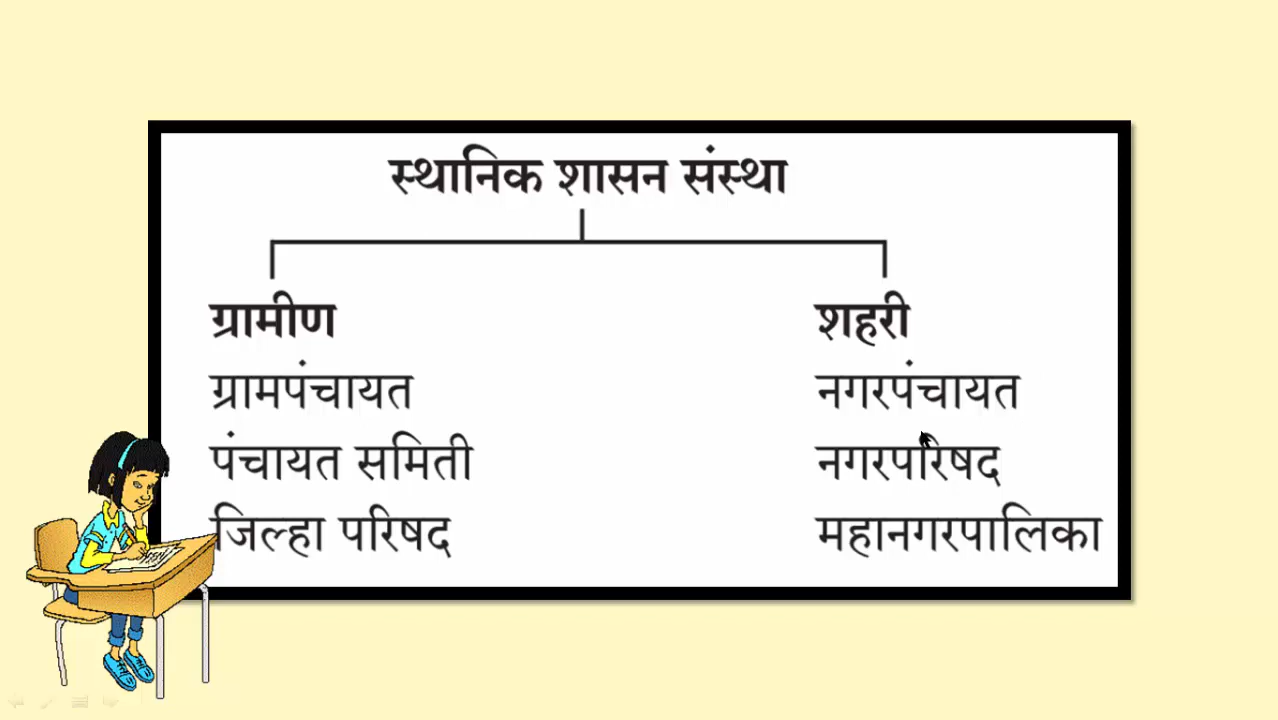 स्थानिक शासन संस्था
ग्रामीण
ग्रामपंचायत
पंचायत समिती
जिल्हा परिषद
शहरी
नगरपंचायत
नगरपरिषद
महानगरपालिका